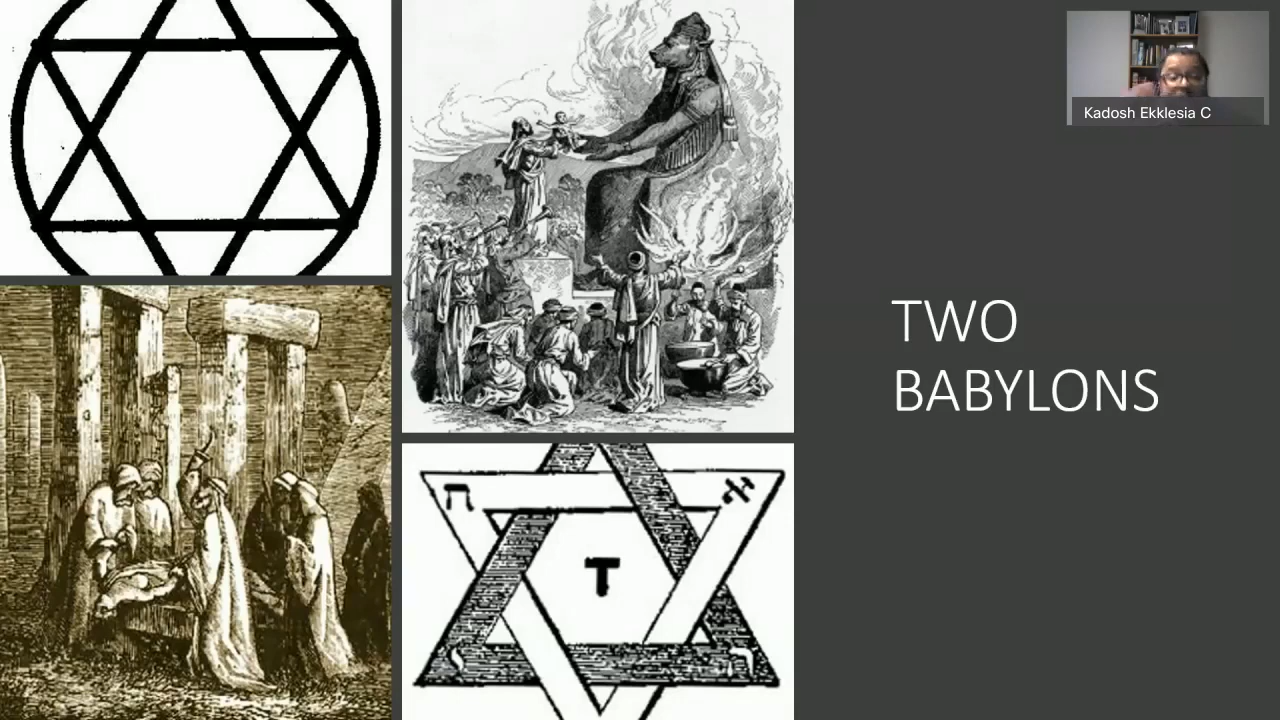 Kadosh Ekklesia C
TWO
BABYLONS
ח
א
T
י
ר